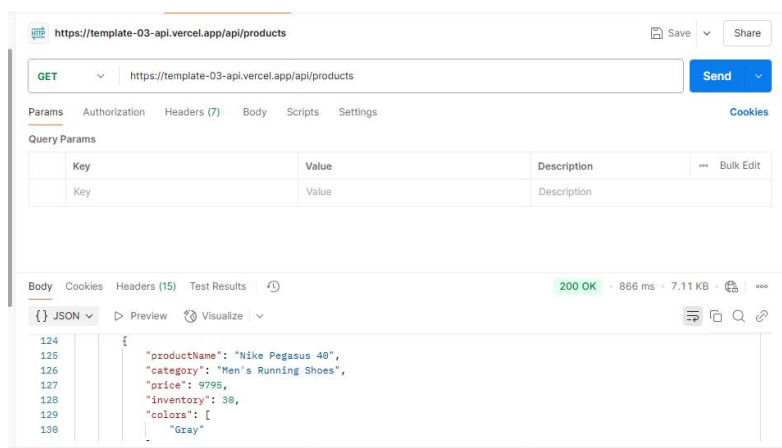 HTTP https://template-03-api.vercel.app/api/products Save Share
GET https://template-03-api.vercel.app/api/products Send
Params Authorization Headers (7) Body Scripts Settings Cookies
Query Params
Key Value Description Bulk Edit
Key Value Description
Body Cookies Headers (15) Test Results 200 OK 866 ms 7.11 KB
{} JSON Preview Visualize
124 {
125 "productName": "Nike Pegasus 40",
126 "category": "Men's Running Shoes",
127 "price": 9795,
128 "inventory": 30,
129 "colors": [
130 "Gray"